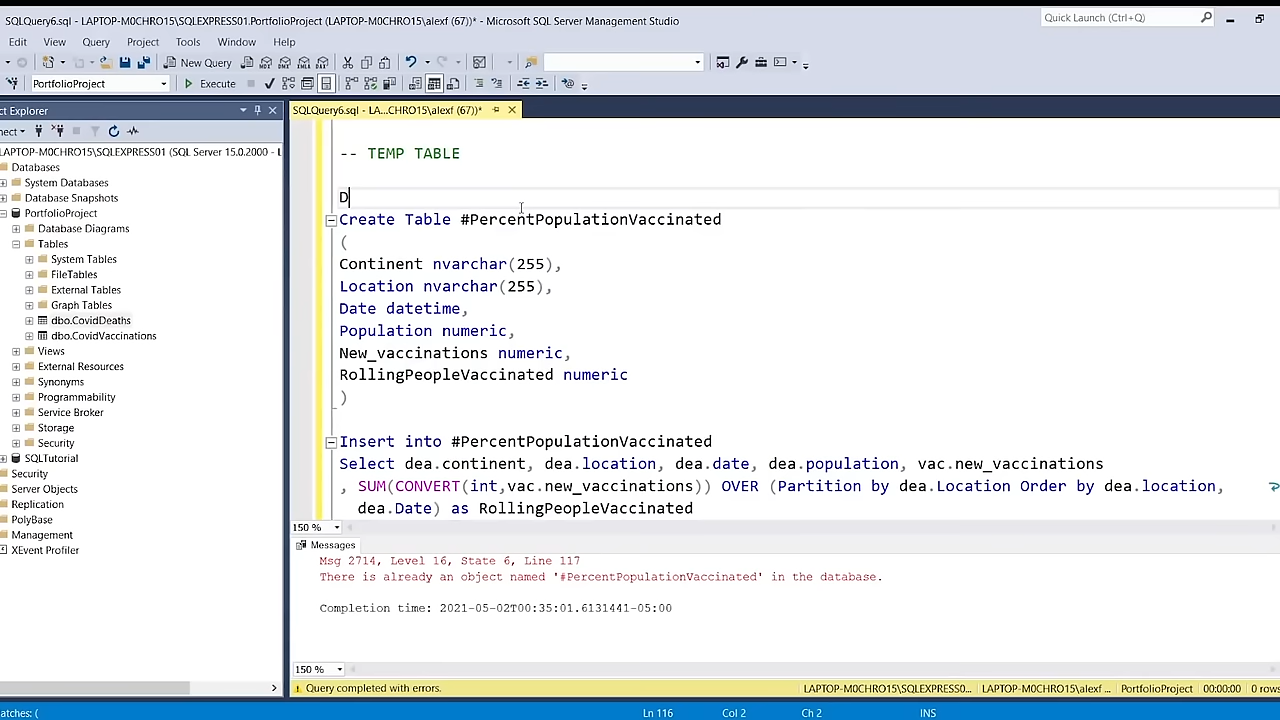 SQLQuery6.sql - LAPTOP-M0CHRO15\SQLEXPRESS01.PortfolioProject (LAPTOP-M0CHRO15\alexf (67))* - Microsoft SQL Server Management Studio
Quick Launch (Ctrl+Q)
Edit View Query Project Tools Window Help
New Query
PortfolioProject Execute
ct Explorer
SQLQuery6.sql - LA...CHRO15\alexf (67))*
nect
LAPTOP-M0CHRO15\SQLEXPRESS01 (SQL Server 15.0.2000 - L
Databases
System Databases
Database Snapshots
PortfolioProject
Database Diagrams
Tables
System Tables
FileTables
External Tables
Graph Tables
dbo.CovidDeaths
dbo.CovidVaccinations
Views
External Resources
Synonyms
Programmability
Service Broker
Storage
Security
SQLTutorial
Security
Server Objects
Replication
PolyBase
Management
XEvent Profiler
-- TEMP TABLE
D
Create Table #PercentPopulationVaccinated
(
Continent nvarchar(255),
Location nvarchar(255),
Date datetime,
Population numeric,
New_vaccinations numeric,
RollingPeopleVaccinated numeric
)
Insert into #PercentPopulationVaccinated
Select dea.continent, dea.location, dea.date, dea.population, vac.new_vaccinations
, SUM(CONVERT(int,vac.new_vaccinations)) OVER (Partition by dea.Location Order by dea.location,
dea.Date) as RollingPeopleVaccinated
150 %
Messages
Msg 2714, Level 16, State 6, Line 117
There is already an object named '#PercentPopulationVaccinated' in the database.
Completion time: 2021-05-02T00:35:01.6131441-05:00
150 %
Query completed with errors. LAPTOP-M0CHRO15\SQLEXPRESS0... LAPTOP-M0CHRO15\alexf ... PortfolioProject 00:00:00 0 rows
atches: ( Ln 116 Col 2 Ch 2 INS